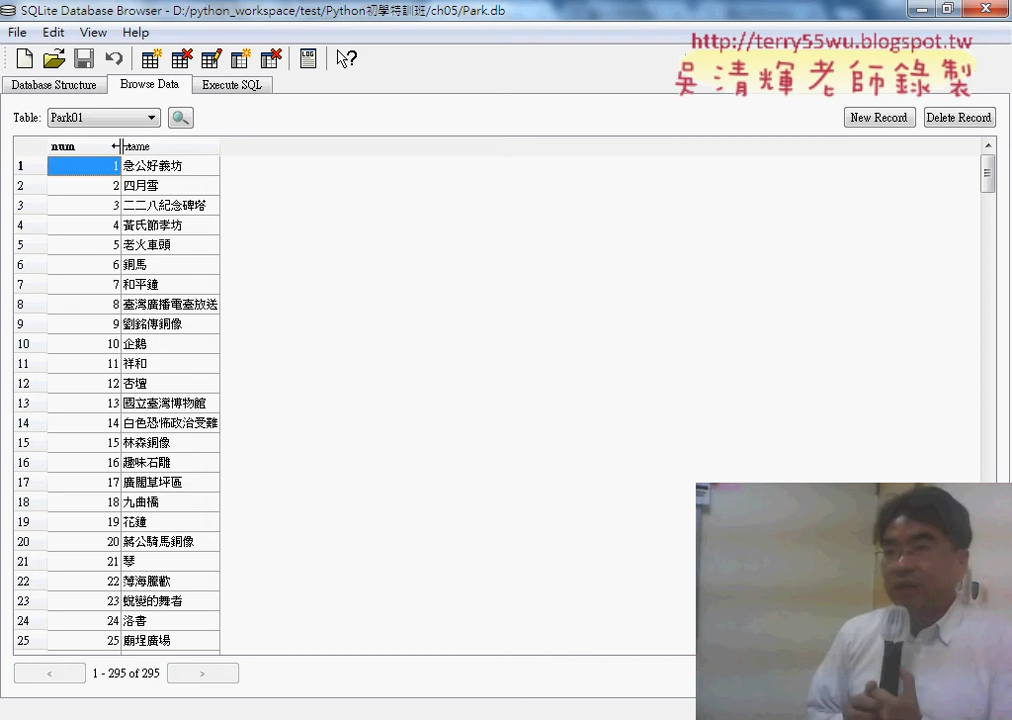 SQLite Database Browser - D:/python_workspace/test/Python初學特訓班/ch05/Park.db
File Edit View Help
http://terry55wu.blogspot.tw
吳清輝老師錄製
LOG
Database Structure Browse Data Execute SQL
Table: Park01 New Record Delete Record
num name
1 1 急公好義坊
2 2 四月雪
3 3 二二八紀念碑塔
4 4 黃氏節孝坊
5 5 老火車頭
6 6 銅馬
7 7 和平鐘
8 8 臺灣廣播電臺放送
9 9 劉銘傳銅像
10 10 企鵝
11 11 祥和
12 12 杏壇
13 13 國立臺灣博物館
14 14 白色恐怖政治受難
15 15 林森銅像
16 16 趣味石雕
17 17 廣闊草坪區
18 18 九曲橋
19 19 花鐘
20 20 蔣公騎馬銅像
21 21 琴
22 22 薄海騰歡
23 23 蛻變的舞者
24 24 洛書
25 25 廟埕廣場
< 1 - 295 of 295 >